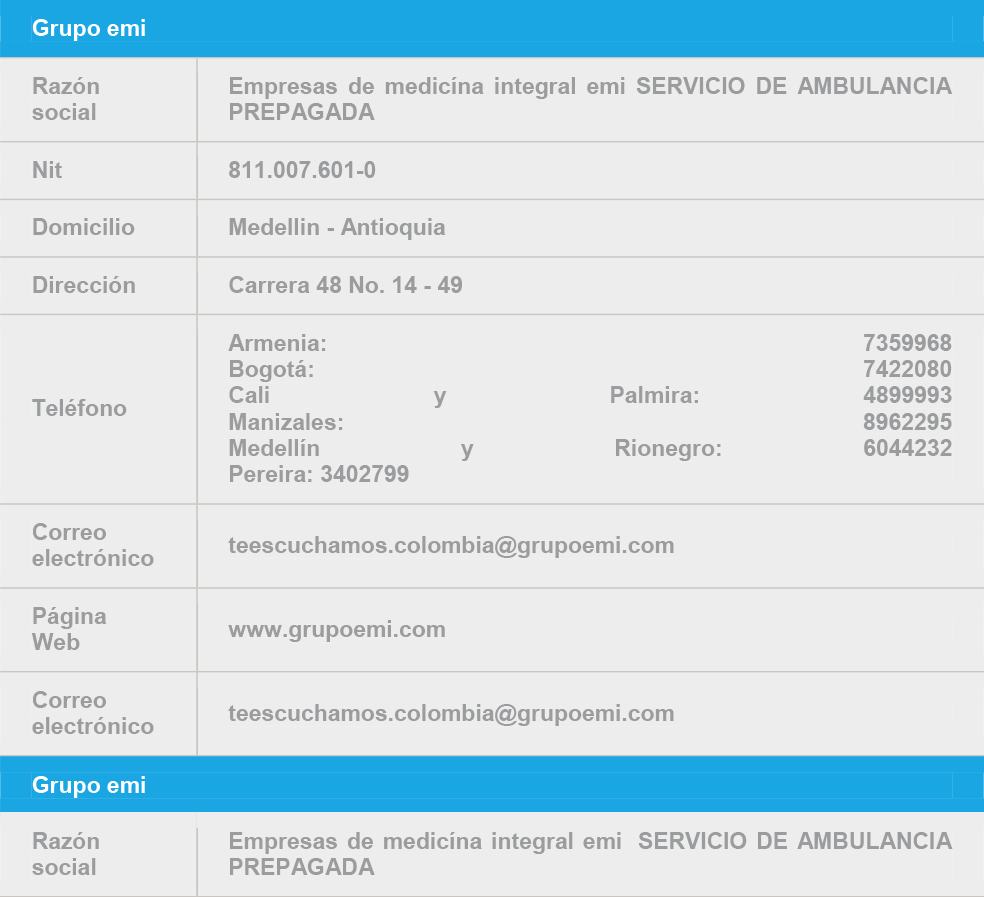 Grupo emi
Razón
social
Empresas de medicína integral emi SERVICIO DE AMBULANCIA
PREPAGADA
Nit
811.007.601-0
Domicilio
Medellin - Antioquia
Dirección
Carrera 48 No. 14 - 49
Teléfono
Armenia: 7359968
Bogotá: 7422080
Cali y Palmira: 4899993
Manizales: 8962295
Medellín y Rionegro: 6044232
Pereira: 3402799
Correo
electrónico
teescuchamos.colombia@grupoemi.com
Página
Web
www.grupoemi.com
Correo
electrónico
teescuchamos.colombia@grupoemi.com
Grupo emi
Razón
social
Empresas de medicína integral emi SERVICIO DE AMBULANCIA
PREPAGADA